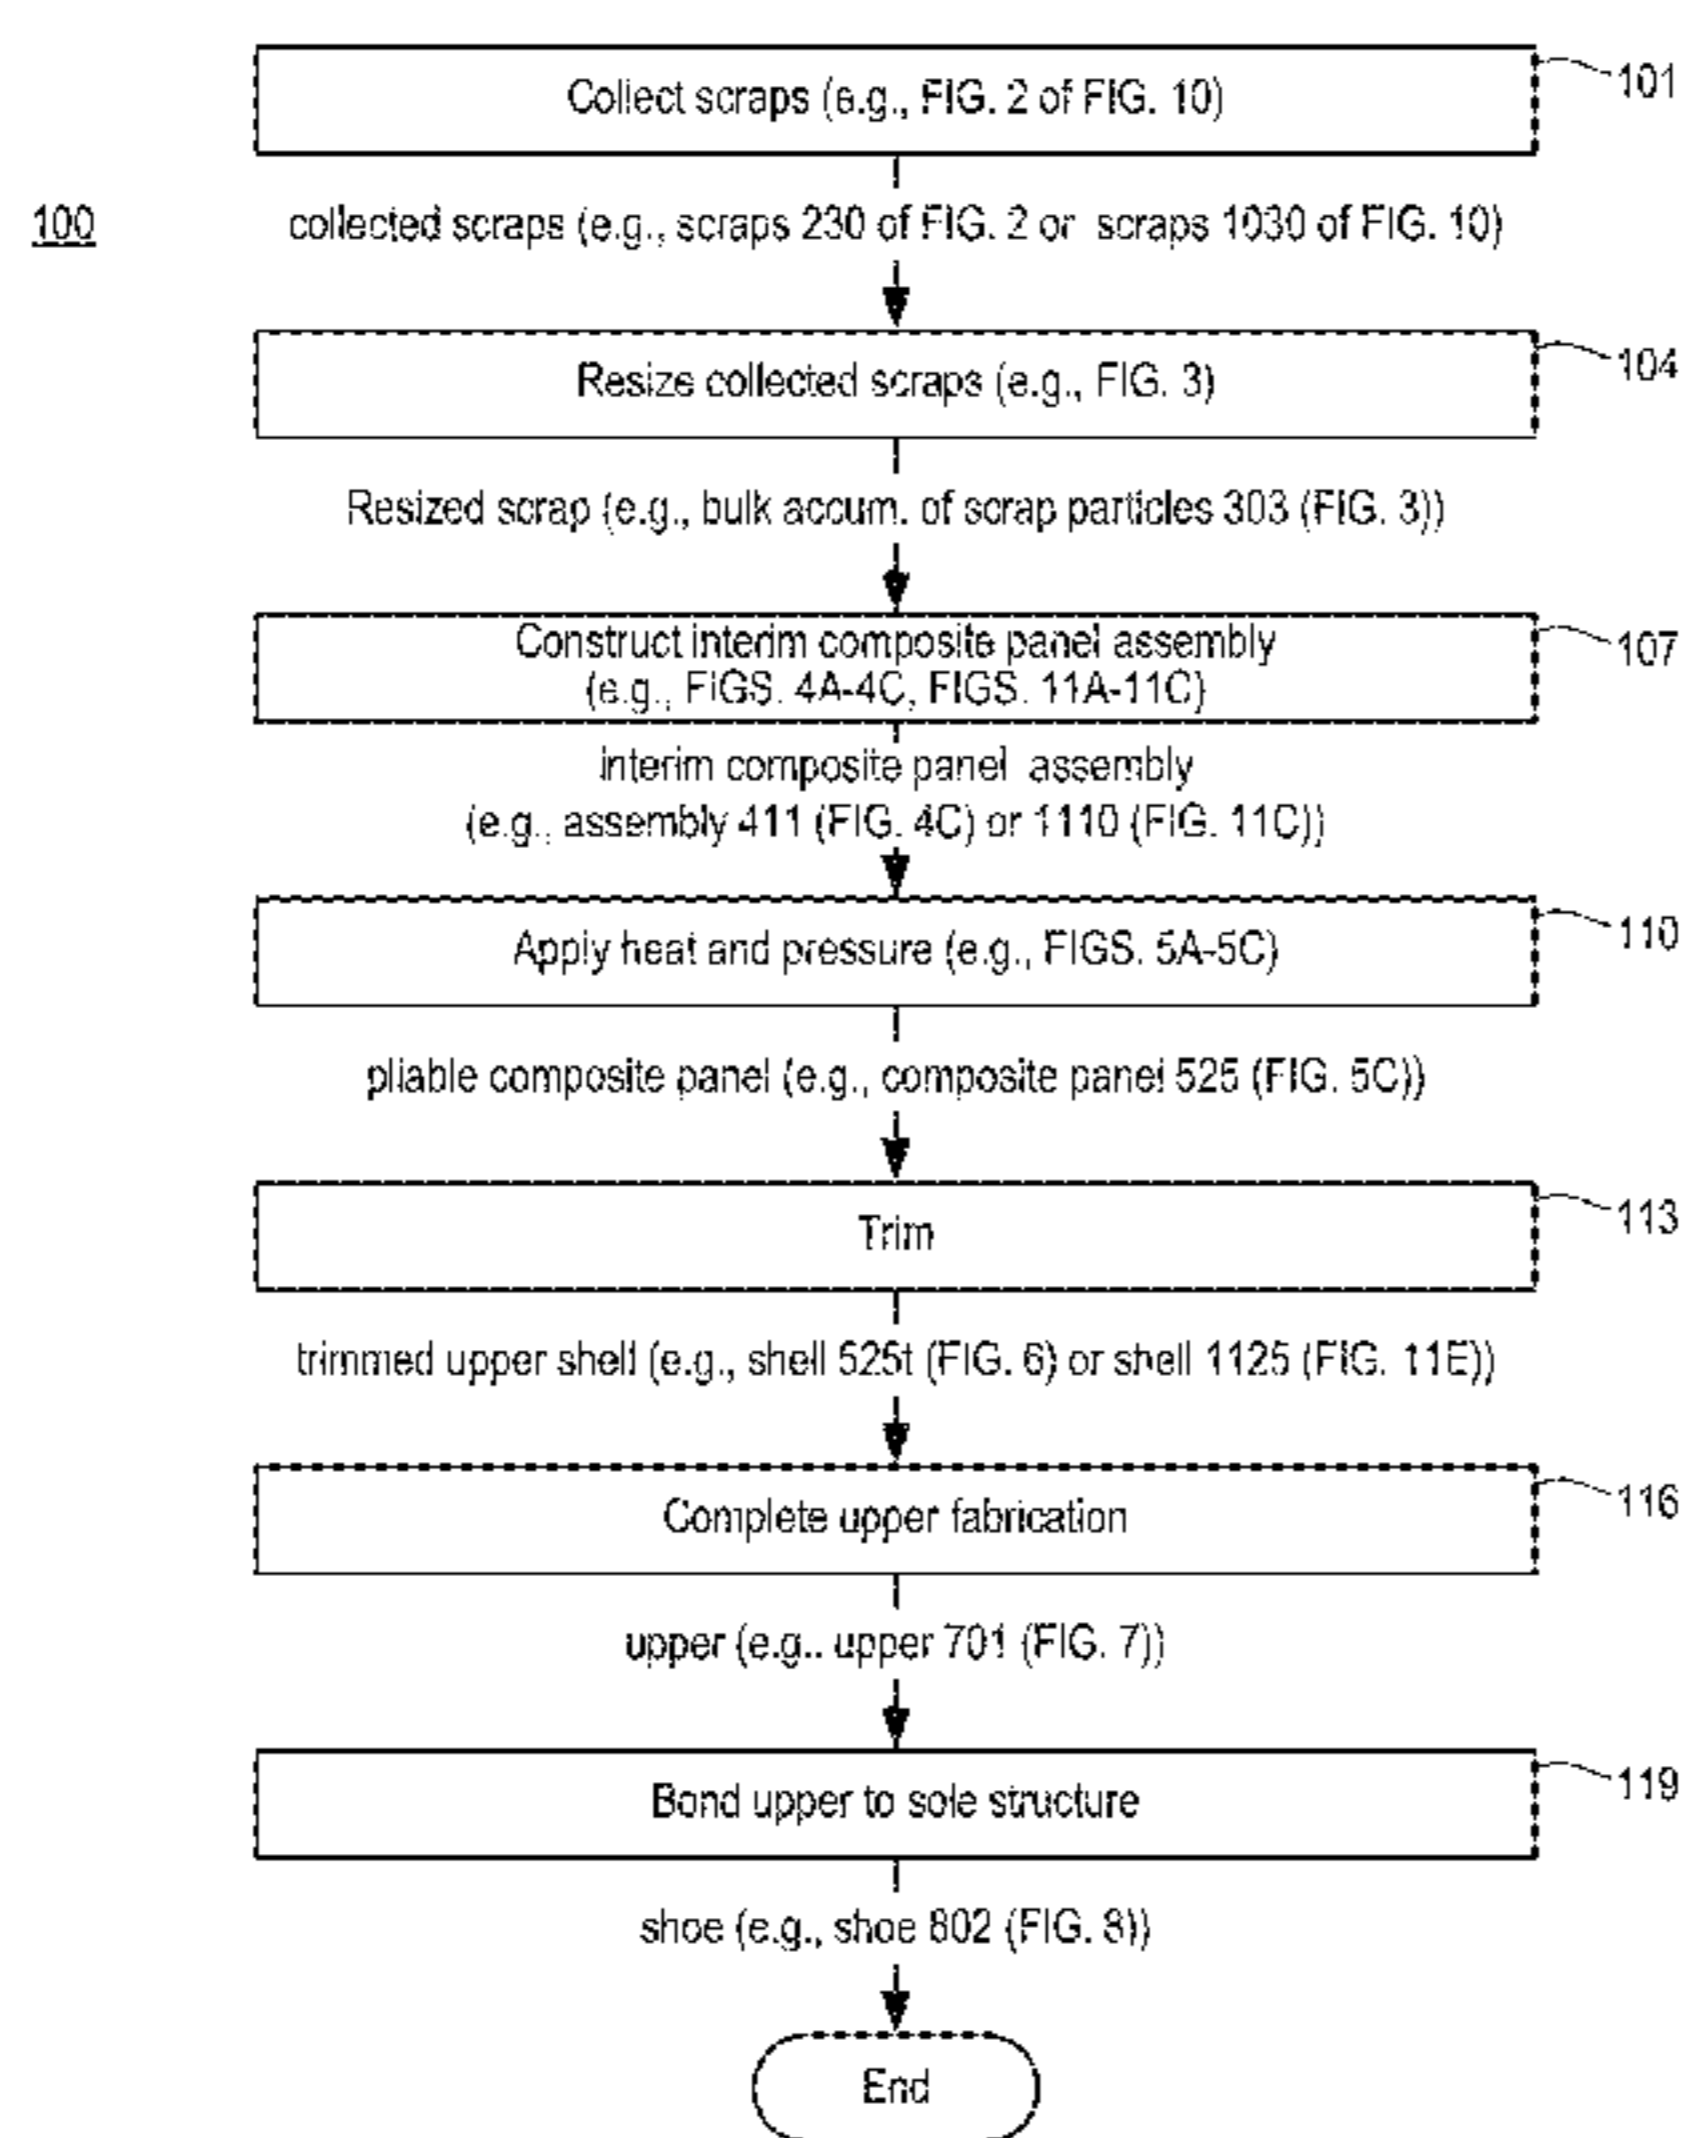 Collect scraps (e.g., FIG. 2 of FIG. 10)
101
100
collected scraps (e.g., scraps 230 of FIG. 2 or scraps 1030 of FIG. 10)
Resize collected scraps (e.g., FIG. 3)
104
Resized scrap (e.g., bulk accum. of scrap particles 303 (FIG. 3))
Construct interim composite panel assembly
(e.g., FIGS. 4A-4C, FIGS. 11A-11C)
107
interim composite panel assembly
(e.g., assembly 411 (FIG. 4C) or 1110 (FIG. 11C))
Apply heat and pressure (e.g., FIGS. 5A-5C)
110
pliable composite panel (e.g., composite panel 525 (FIG. 5C))
Trim
113
trimmed upper shell (e.g., shell 525t (FIG. 6) or shell 1125 (FIG. 11E))
Complete upper fabrication
116
upper (e.g.. upper 701 (FIG. 7))
Bond upper to sole structure
119
shoe (e.g., shoe 802 (FIG. 8))
End